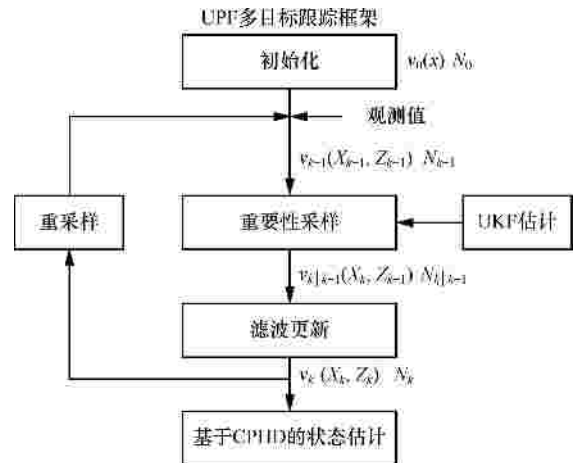 UPF多目标跟踪框架
初始化 v₀(x) N₀
观测值
vₖ₋₁(Xₖ₋₁, Zₖ₋₁) Nₖ₋₁
重采样 重要性采样 UKF估计
vₖ|ₖ₋₁(Xₖ, Zₖ₋₁) Nₖ|ₖ₋₁
滤波更新
vₖ (Xₖ, Zₖ) Nₖ
基于CPHD的状态估计